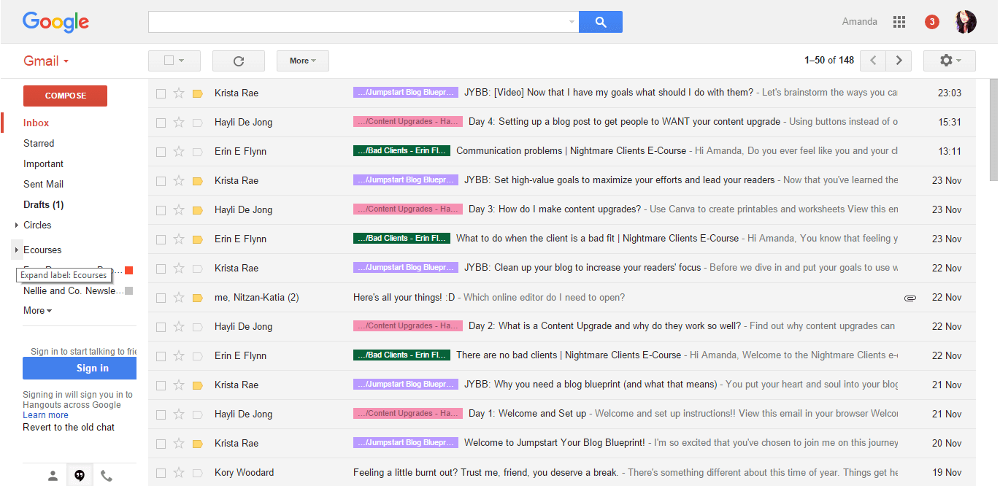 Google
Amanda
3
Gmail
More
1–50 of 148
COMPOSE
Inbox
Starred
Important
Sent Mail
Drafts (1)
Circles
Ecourses
Expand label: Ecourses
Nellie and Co. Newsle...
More
Sign in to start talking to frie
Sign in
Signing in will sign you in to
Hangouts across Google
Learn more
Revert to the old chat
Krista Rae .../Jumpstart Blog Bluepr... JYBB: [Video] Now that I have my goals what should I do with them? - Let's brainstorm the ways you ca 23:03
Hayli De Jong .../Content Upgrades - Ha... Day 4: Setting up a blog post to get people to WANT your content upgrade - Using buttons instead of o 15:31
Erin E Flynn .../Bad Clients - Erin Fl... Communication problems | Nightmare Clients E-Course - Hi Amanda, Do you ever feel like you and your cl 13:11
Krista Rae .../Jumpstart Blog Bluepr... JYBB: Set high-value goals to maximize your efforts and lead your readers - Now that you've learned the 23 Nov
Hayli De Jong .../Content Upgrades - Ha... Day 3: How do I make content upgrades? - Use Canva to create printables and worksheets View this em 23 Nov
Erin E Flynn .../Bad Clients - Erin Fl... What to do when the client is a bad fit | Nightmare Clients E-Course - Hi Amanda, You know that feeling y 23 Nov
Krista Rae .../Jumpstart Blog Bluepr... JYBB: Clean up your blog to increase your readers' focus - Before we dive in and put your goals to use w 22 Nov
me, Nitzan-Katia (2) Here's all your things! :D - Which online editor do I need to open? 22 Nov
Hayli De Jong .../Content Upgrades - Ha... Day 2: What is a Content Upgrade and why do they work so well? - Find out why content upgrades can 22 Nov
Erin E Flynn .../Bad Clients - Erin Fl... There are no bad clients | Nightmare Clients E-Course - Hi Amanda, Welcome to the Nightmare Clients e- 22 Nov
Krista Rae .../Jumpstart Blog Bluepr... JYBB: Why you need a blog blueprint (and what that means) - You put your heart and soul into your blog 21 Nov
Hayli De Jong .../Content Upgrades - Ha... Day 1: Welcome and Set up - Welcome and set up instructions!! View this email in your browser Welcon 21 Nov
Krista Rae .../Jumpstart Blog Bluepr... Welcome to Jumpstart Your Blog Blueprint! - I'm so excited that you've chosen to join me on this journey 20 Nov
Kory Woodard Feeling a little burnt out? Trust me, friend, you deserve a break. - There's something different about this time of year. Things get he 19 Nov